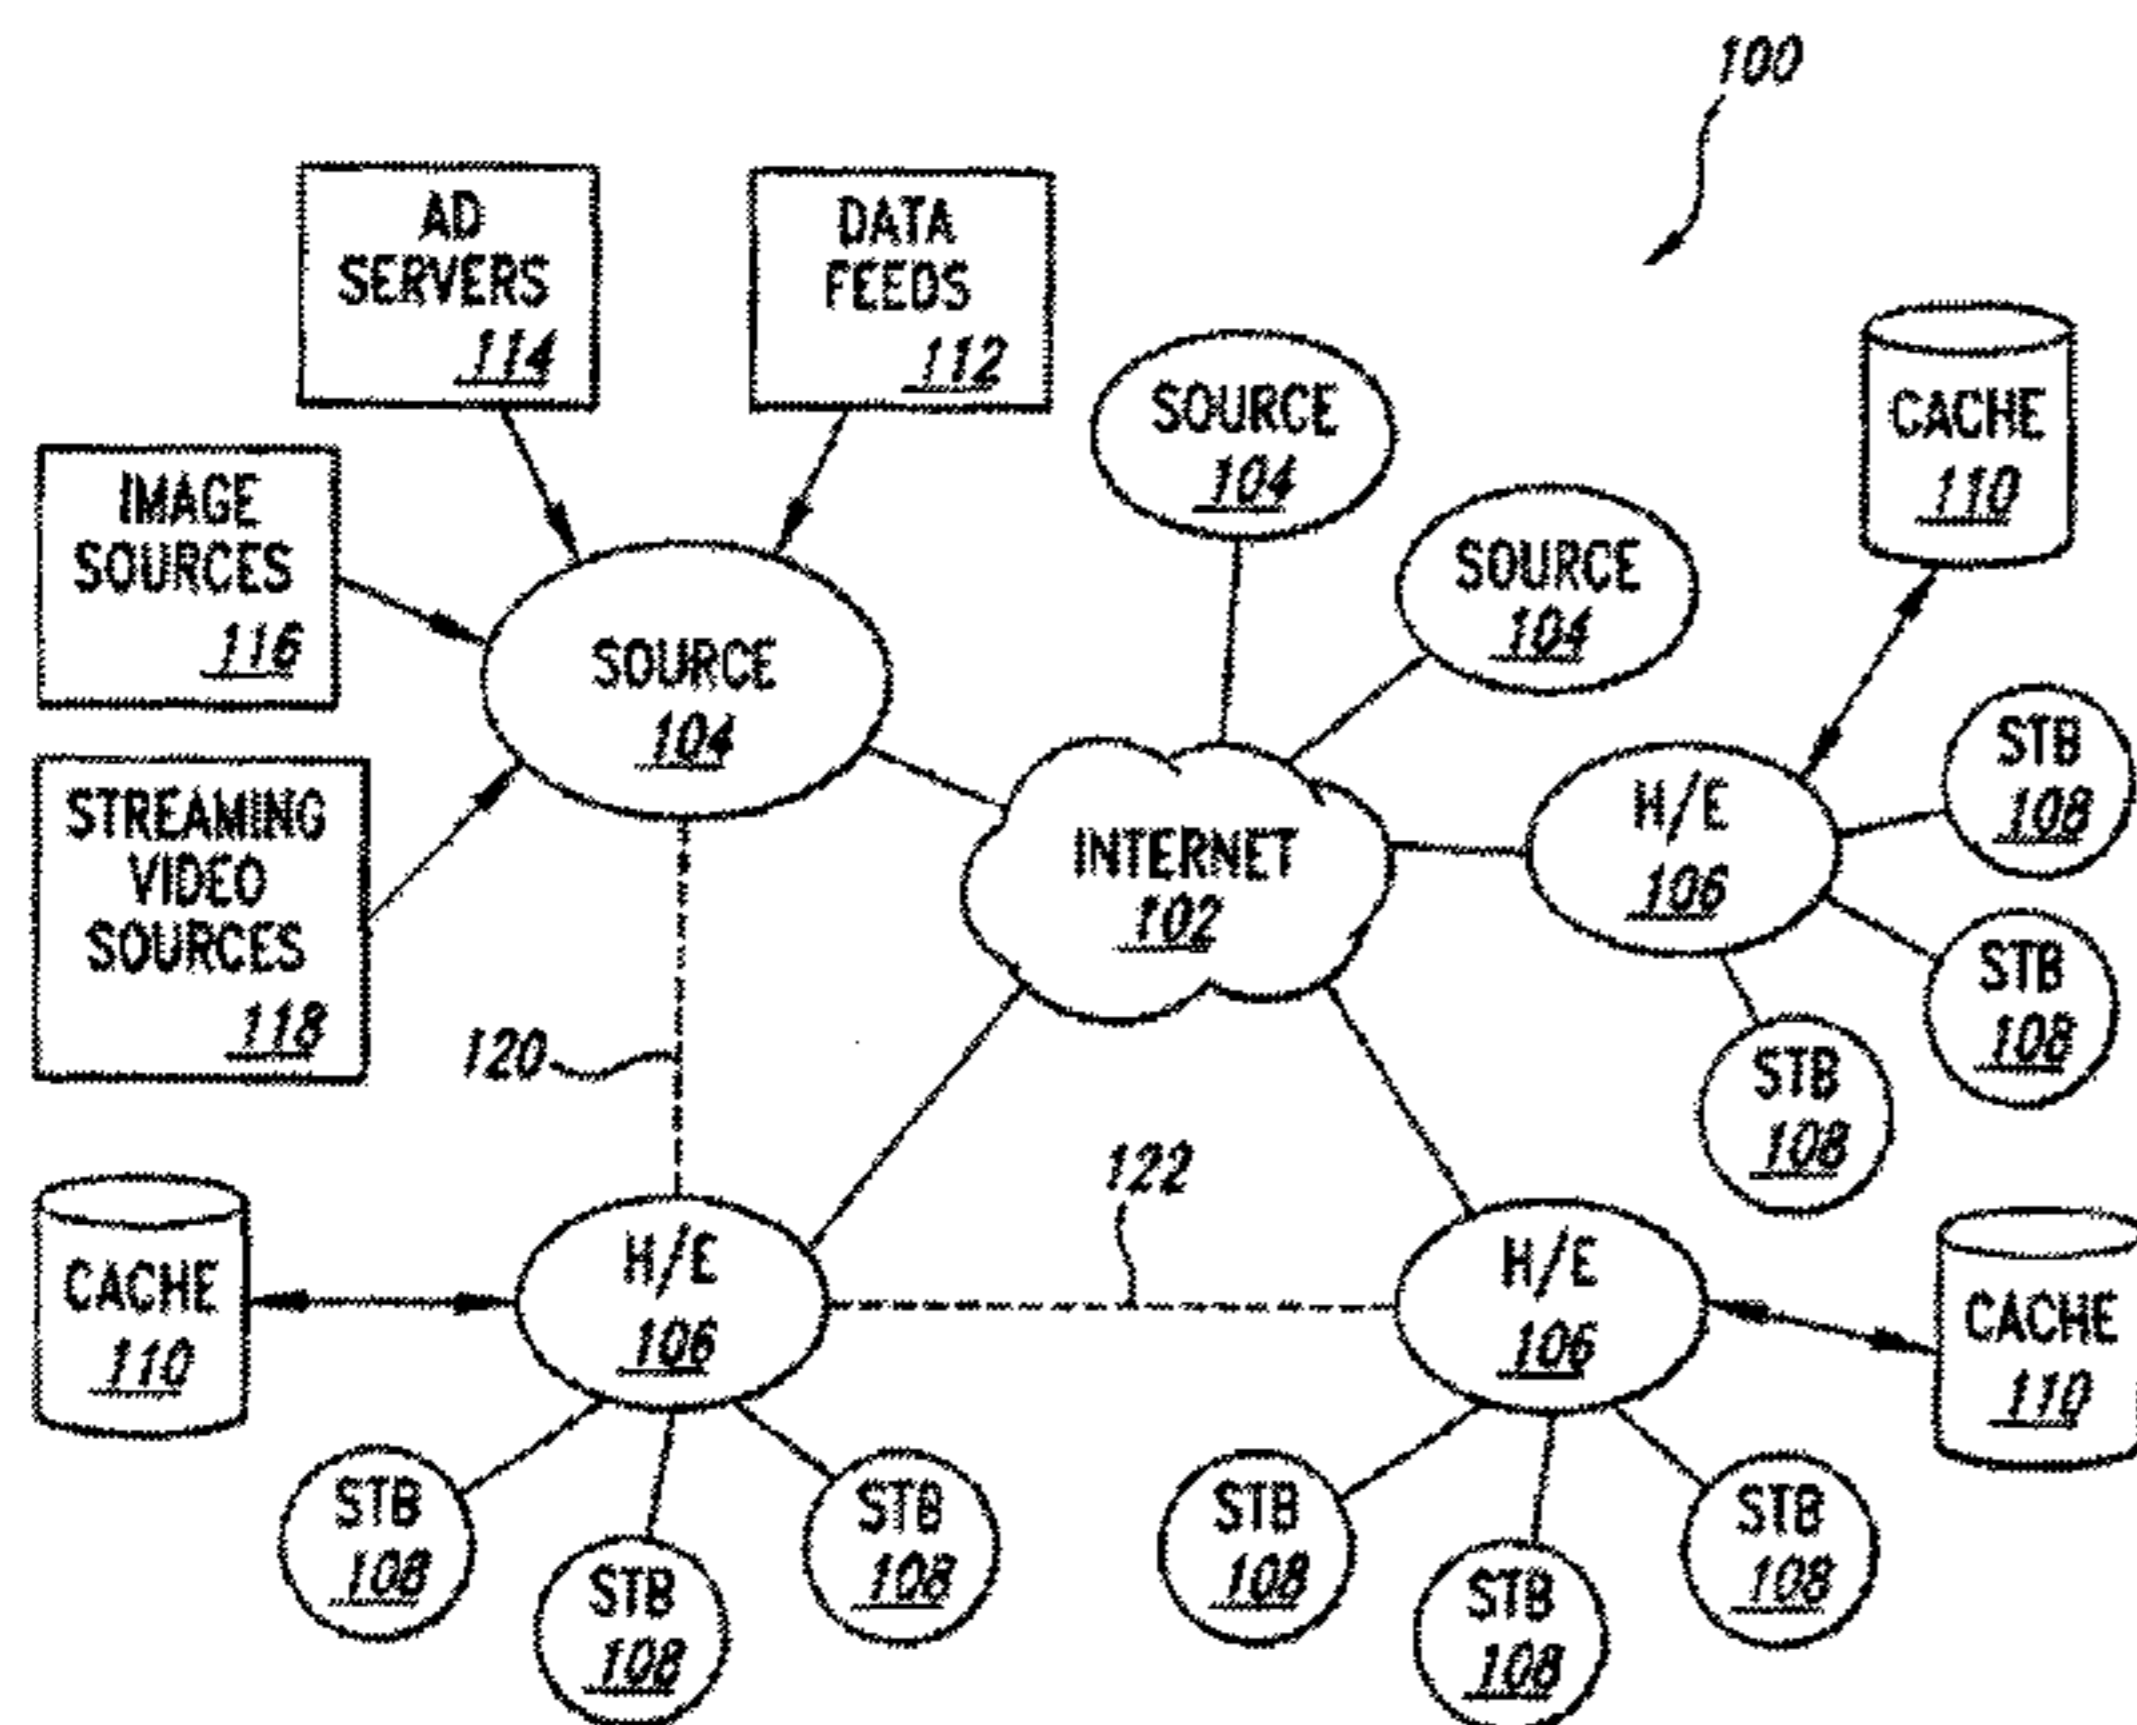 100
AD
SERVERS
114
DATA
FEEDS
112
SOURCE
104
CACHE
110
IMAGE
SOURCES
116
SOURCE
104
SOURCE
104
STB
108
STREAMING
VIDEO
SOURCES
118
INTERNET
102
H/E
106
STB
108
STB
108
120
122
CACHE
110
H/E
106
H/E
106
CACHE
110
STB
108
STB
108
STB
108
STB
108
STB
108
STB
108